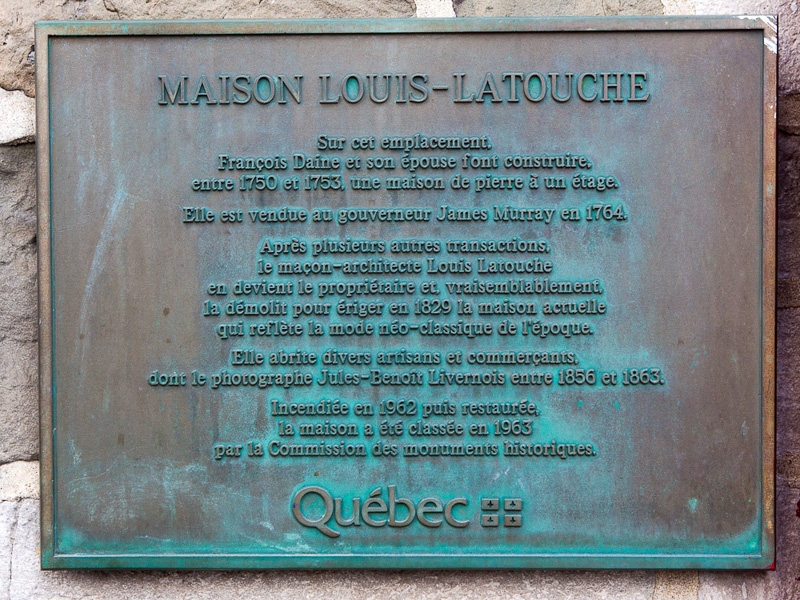 MAISON LOUIS-LATOUCHE
Sur cet emplacement,
François Daine et son épouse font construire,
entre 1750 et 1753, une maison de pierre à un étage.
Elle est vendue au gouverneur James Murray en 1764.
Après plusieurs autres transactions,
le maçon-architecte Louis Latouche
en devient le propriétaire et, vraisemblablement,
la démolit pour ériger en 1829 la maison actuelle
qui reflète la mode néo-classique de l'époque.
Elle abrite divers artisans et commerçants,
dont le photographe Jules-Benoît Livernois entre 1856 et 1863.
Incendiée en 1962 puis restaurée,
la maison a été classée en 1963
par la Commission des monuments historiques.
Québec